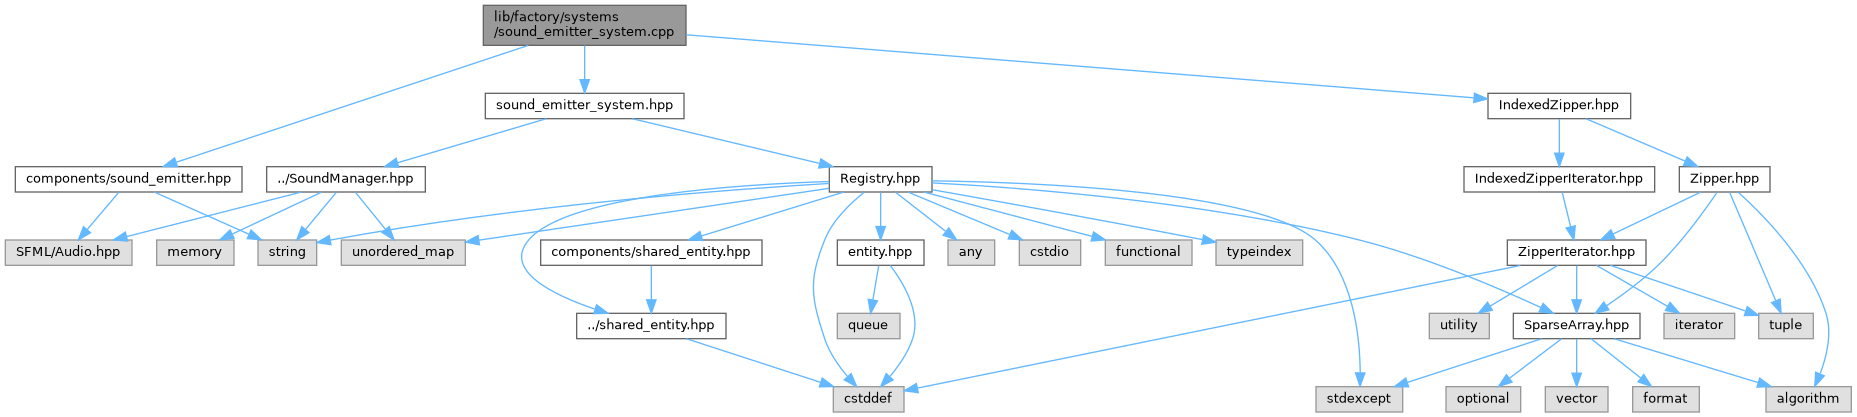 lib/factory/systems
/sound_emitter_system.cpp
sound_emitter_system.hpp
IndexedZipper.hpp
components/sound_emitter.hpp
../SoundManager.hpp
Registry.hpp
IndexedZipperIterator.hpp
Zipper.hpp
SFML/Audio.hpp
memory
string
unordered_map
components/shared_entity.hpp
entity.hpp
any
cstdio
functional
typeindex
ZipperIterator.hpp
../shared_entity.hpp
queue
utility
SparseArray.hpp
iterator
tuple
cstddef
stdexcept
optional
vector
format
algorithm